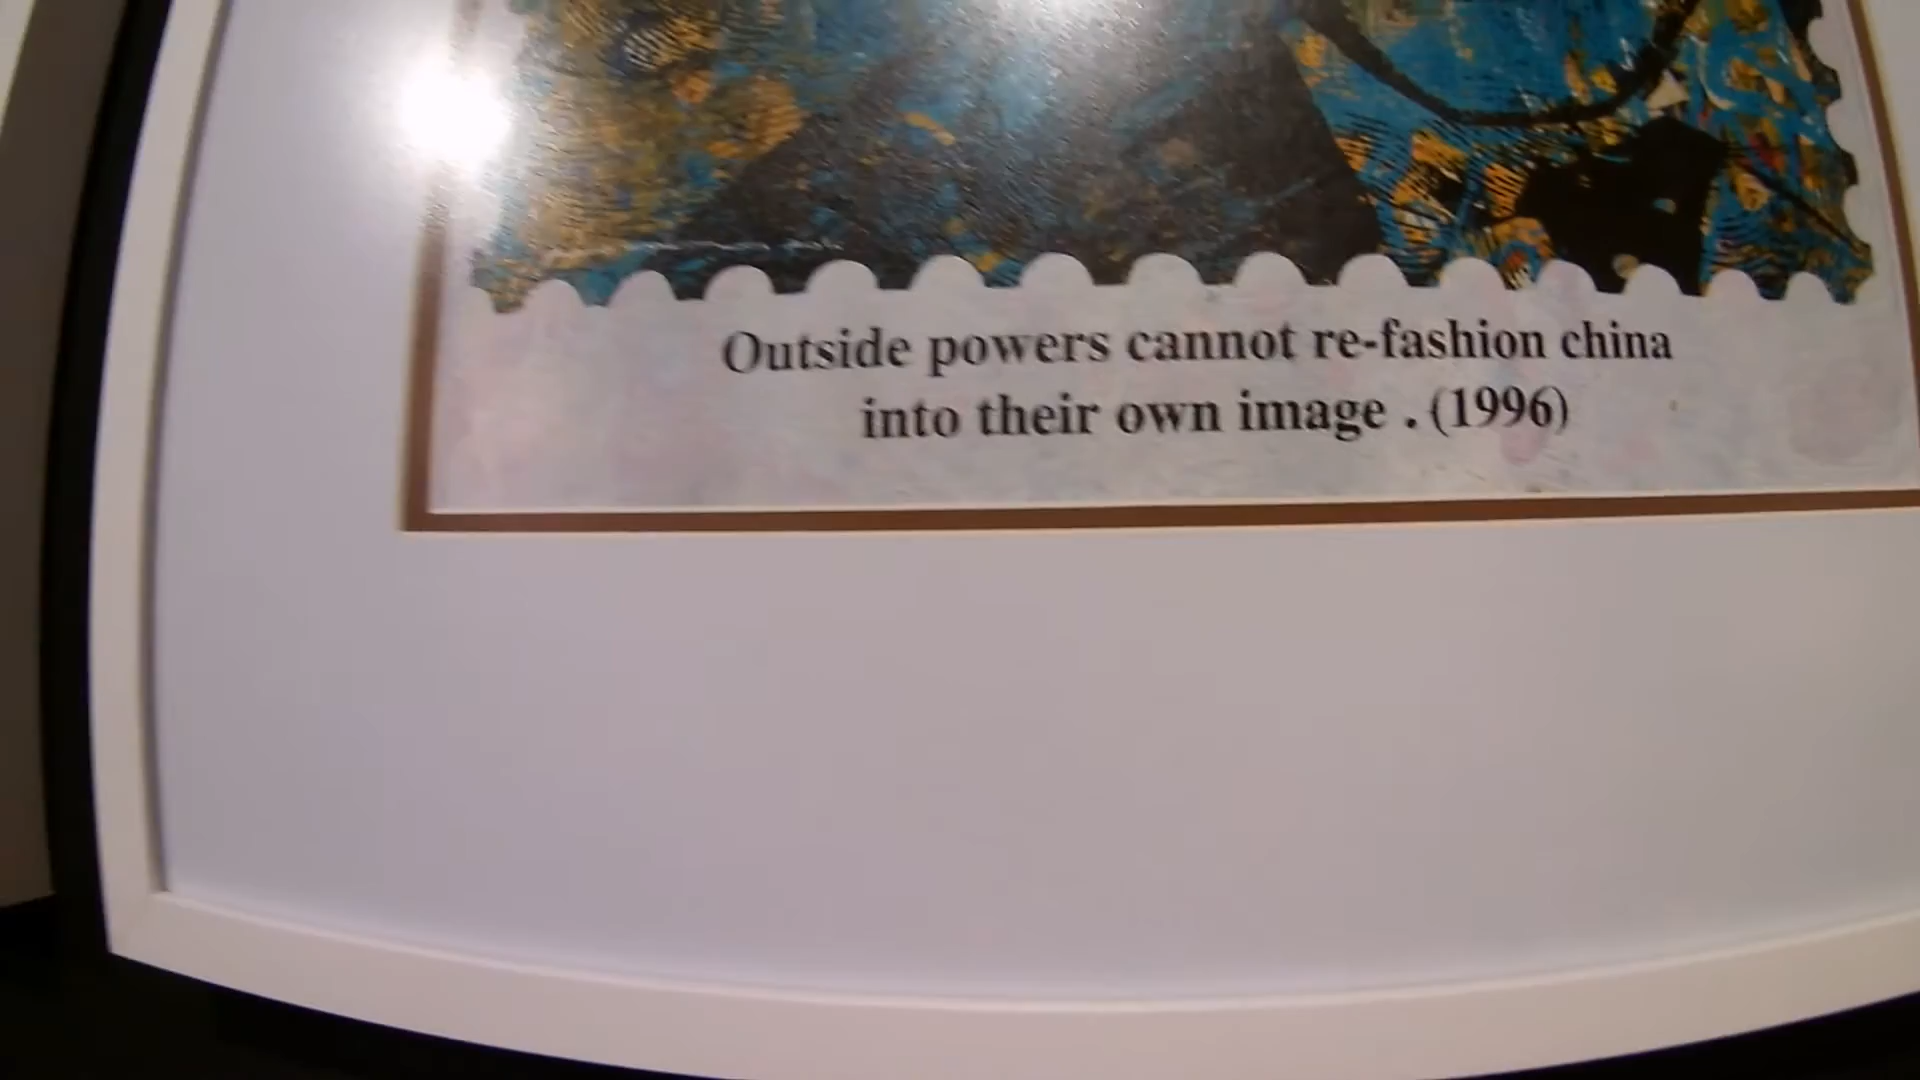 Outside powers cannot re-fashion china
into their own image . (1996)